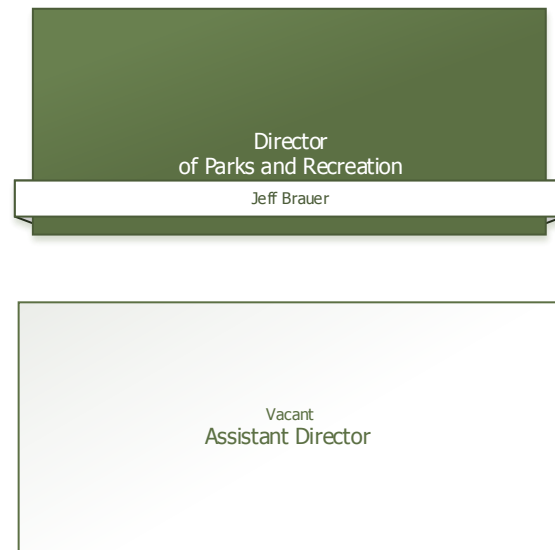 Director
of Parks and Recreation
Jeff Brauer
Vacant
Assistant Director